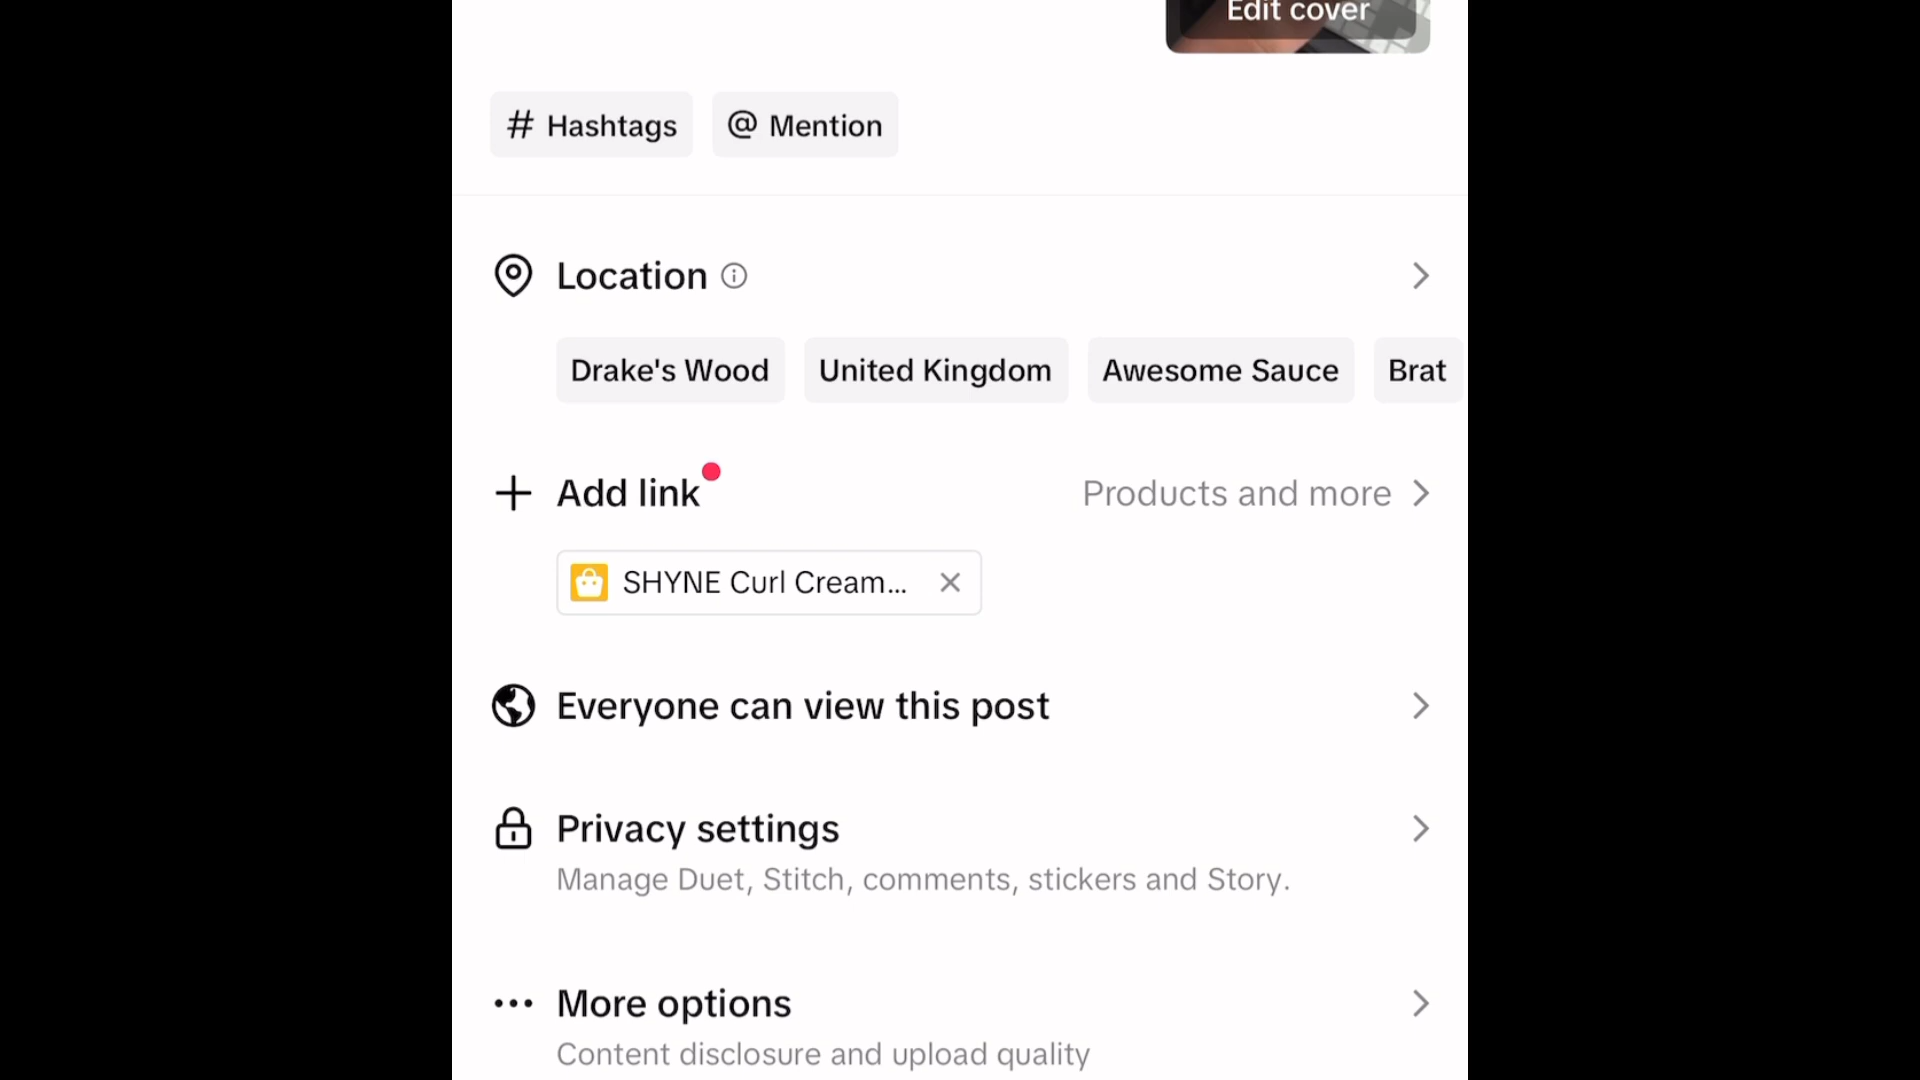 Edit cover
# Hashtags
@ Mention
Location
Drake's Wood
United Kingdom
Awesome Sauce
Brat
Add link
Products and more
SHYNE Curl Cream...
Everyone can view this post
Privacy settings
Manage Duet, Stitch, comments, stickers and Story.
More options
Content disclosure and upload quality